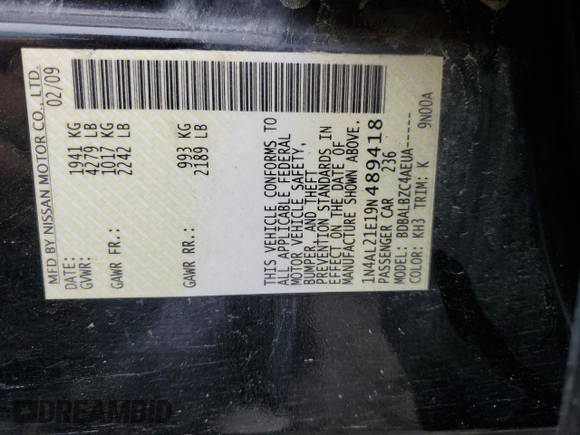 MFD BY NISSAN MOTOR CO., LTD.
DATE: 02/09
GVWR: 1941 KG
4279 LB
GAWR FR: 1017 KG
2242 LB
GAWR RR: 993 KG
2189 LB
THIS VEHICLE CONFORMS TO
ALL APPLICABLE FEDERAL
MOTOR VEHICLE SAFETY,
BUMPER, AND THEFT
PREVENTION STANDARDS IN
EFFECT ON THE DATE OF
MANUFACTURE SHOWN ABOVE.
1N4AL21E19N489418
PASSENGER CAR 236
MODEL: BDBALBZC4AEUA-----
COLOR: KH3 TRIM: K 9N00A
DREAMBID